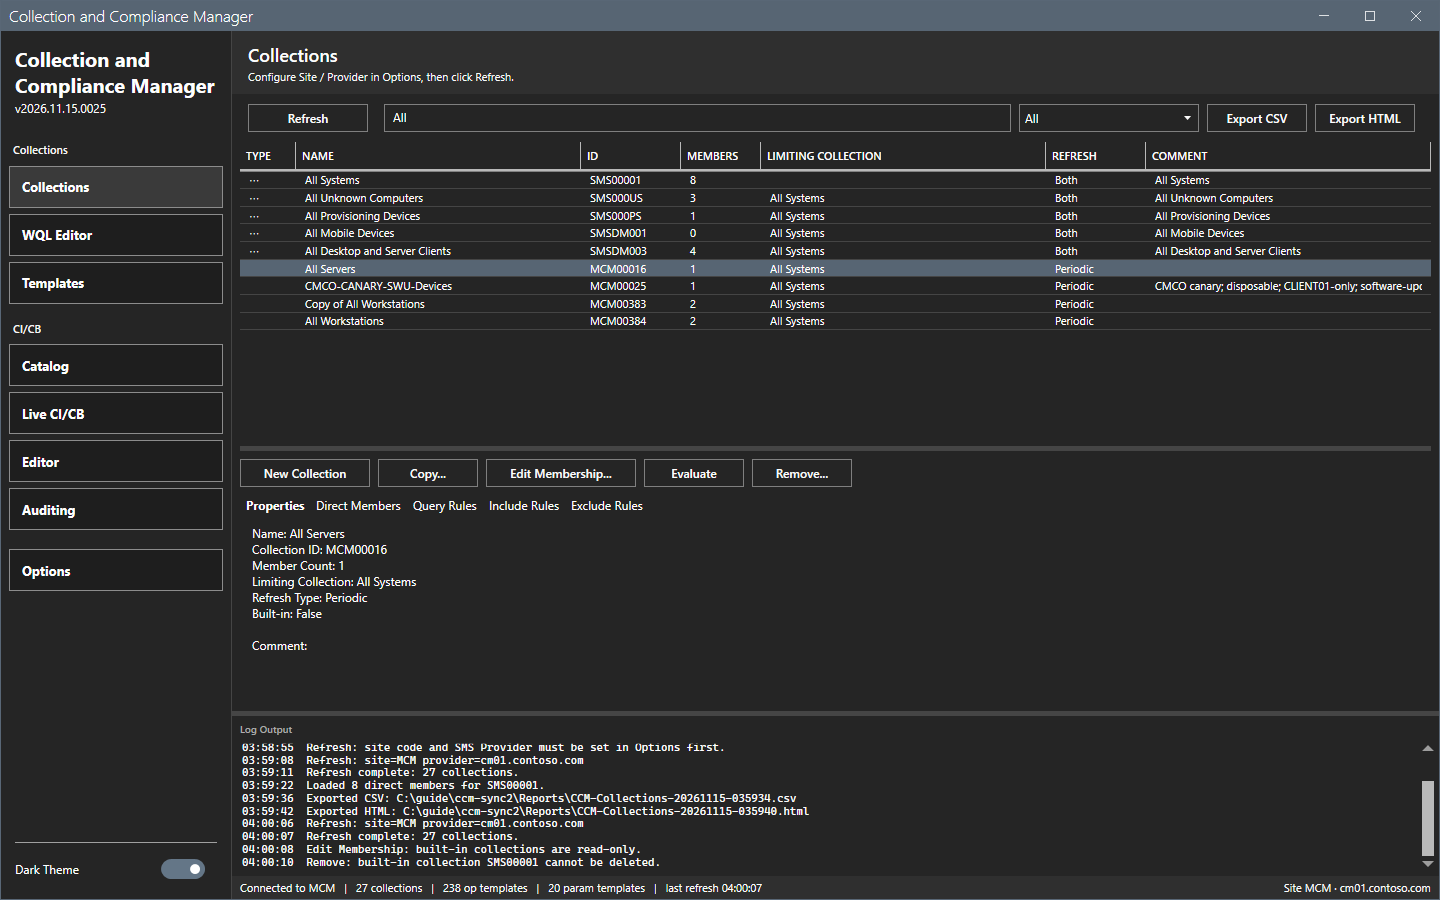 Collection and Compliance Manager
Collection and
Compliance Manager
v2026.11.15.0025
Collections
Collections
WQL Editor
Templates
CI/CB
Catalog
Live CI/CB
Editor
Auditing
Options
Dark Theme
Collections
Configure Site / Provider in Options, then click Refresh.
Refresh All All Export CSV Export HTML
TYPE NAME ID MEMBERS LIMITING COLLECTION REFRESH COMMENT
... All Systems SMS00001 8 Both All Systems
... All Unknown Computers SMS000US 3 All Systems Both All Unknown Computers
... All Provisioning Devices SMS000PS 1 All Systems Both All Provisioning Devices
... All Mobile Devices SMSDM001 0 All Systems Both All Mobile Devices
... All Desktop and Server Clients SMSDM003 4 All Systems Both All Desktop and Server Clients
All Servers MCM00016 1 All Systems Periodic
CMCO-CANARY-SWU-Devices MCM00025 1 All Systems Periodic CMCO canary; disposable; CLIENT01-only; software-upd
Copy of All Workstations MCM00383 2 All Systems Periodic
All Workstations MCM00384 2 All Systems Periodic
New Collection Copy... Edit Membership... Evaluate Remove...
Properties Direct Members Query Rules Include Rules Exclude Rules
Name: All Servers
Collection ID: MCM00016
Member Count: 1
Limiting Collection: All Systems
Refresh Type: Periodic
Built-in: False
Comment:
Log Output
03:58:55 Refresh: site code and SMS Provider must be set in Options first.
03:59:08 Refresh: site=MCM provider=cm01.contoso.com
03:59:11 Refresh complete: 27 collections.
03:59:22 Loaded 8 direct members for SMS00001.
03:59:36 Exported CSV: C:\guide\ccm-sync2\Reports\CCM-Collections-20261115-035934.csv
03:59:42 Exported HTML: C:\guide\ccm-sync2\Reports\CCM-Collections-20261115-035940.html
04:00:06 Refresh: site=MCM provider=cm01.contoso.com
04:00:07 Refresh complete: 27 collections.
04:00:08 Edit Membership: built-in collections are read-only.
04:00:10 Remove: built-in collection SMS00001 cannot be deleted.
Connected to MCM | 27 collections | 238 op templates | 20 param templates | last refresh 04:00:07 Site MCM · cm01.contoso.com